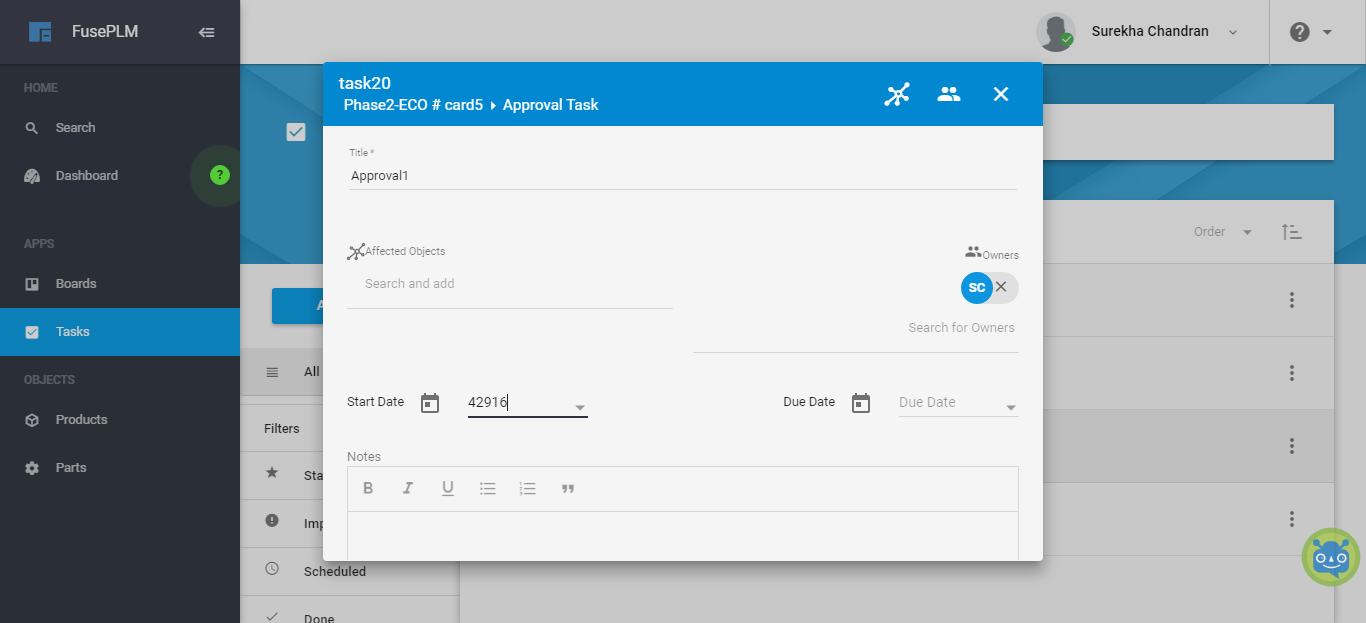 FusePLM
Surekha Chandran
?
HOME
Search
Dashboard
?
APPS
Boards
Tasks
OBJECTS
Products
Parts
task20
Phase2-ECO # card5 Approval Task
Title *
Approval1
Affected Objects
Search and add
Owners
SC
Search for Owners
Start Date
42916
Due Date
Due Date
Notes
B I U
Order
A
All
Filters
Sta
Imp
Scheduled
Done